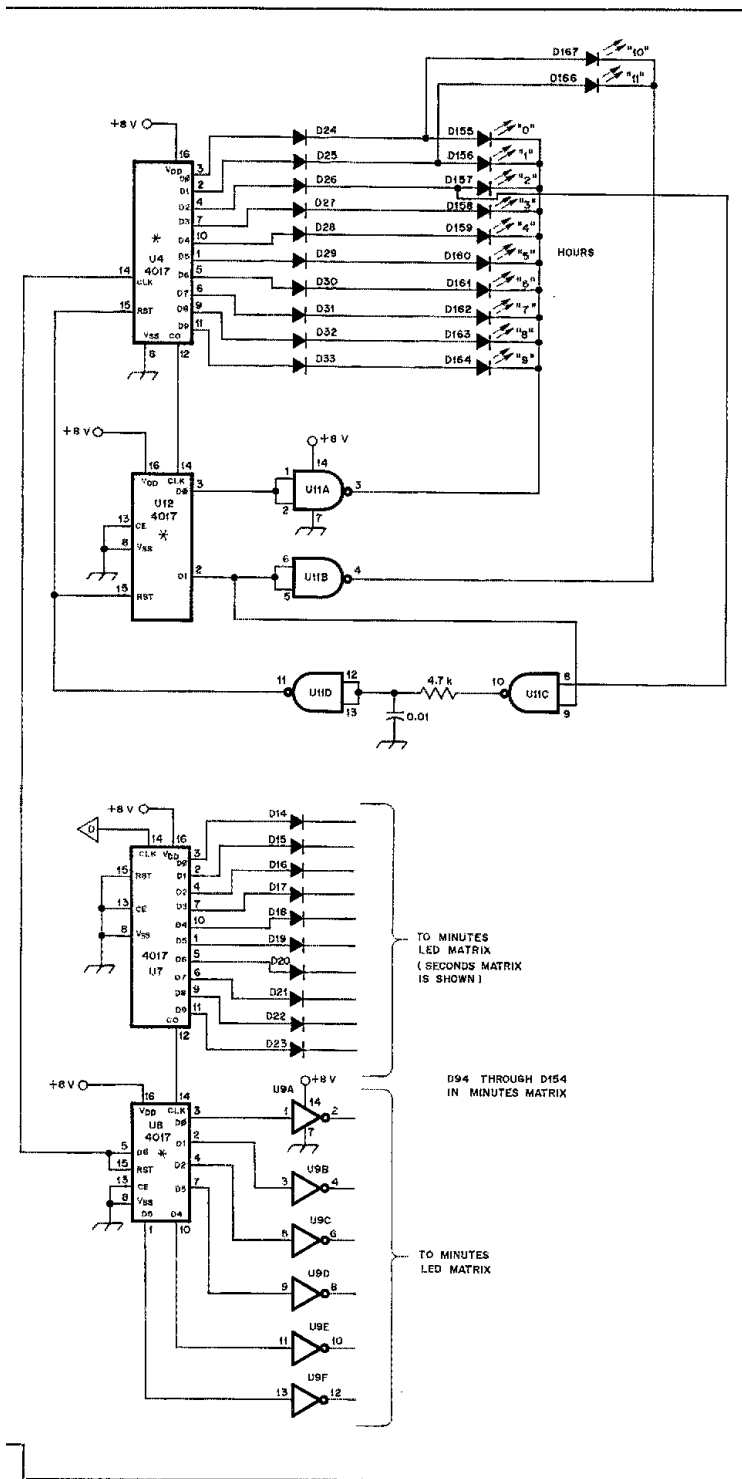 D167 "10"
D166 "11"
+8 V
16
VDD
3 D0 D24 D155 "0"
2 D1 D25 D156 "1"
4 D2 D26 D157 "2"
7 D3 D27 D158 "3"
* 10 D4 D28 D159 "4"
U4
4017
1 D5 D29 D160 "5"
HOURS
14 CLK
5 D6 D30 D161 "6"
6 D7 D31 D162 "7"
15 RST
9 D8 D32 D163 "8"
11 D9 D33 D164 "9"
VSS CO
8 12
+8 V
+8 V
16 14
VDD CLK
14
3 D0
1
U11A 3
2
7
U12
4017
*
13 CE
8 VSS
2 D1
6
U11B 4
5
15 RST
11 U11D 12
13
4.7 k
0.01
10 U11C 8
9
+8 V
D
14 16
CLK VDD
3 D0 D14
15 RST
2 D1 D15
4 D2 D16
13 CE
7 D3 D17
8 VSS
10 D4 D18
4017
U7
1 D5 D19
5 D6 D20
6 D7 D21
9 D8 D22
11 D9 D23
CO
12
TO MINUTES
LED MATRIX
( SECONDS MATRIX
IS SHOWN )
D94 THROUGH D154
IN MINUTES MATRIX
+8V
16 14
VDD CLK
U8
4017
*
3 D0
2 D1
4 D2
7 D3
5 D6
15 RST
13 CE
8 VSS
D5 D4
1 10
U9A
+8 V
1 14 2
7
U9B
3 4
U9C
5 6
U9D
9 8
U9E
11 10
U9F
13 12
TO MINUTES
LED MATRIX